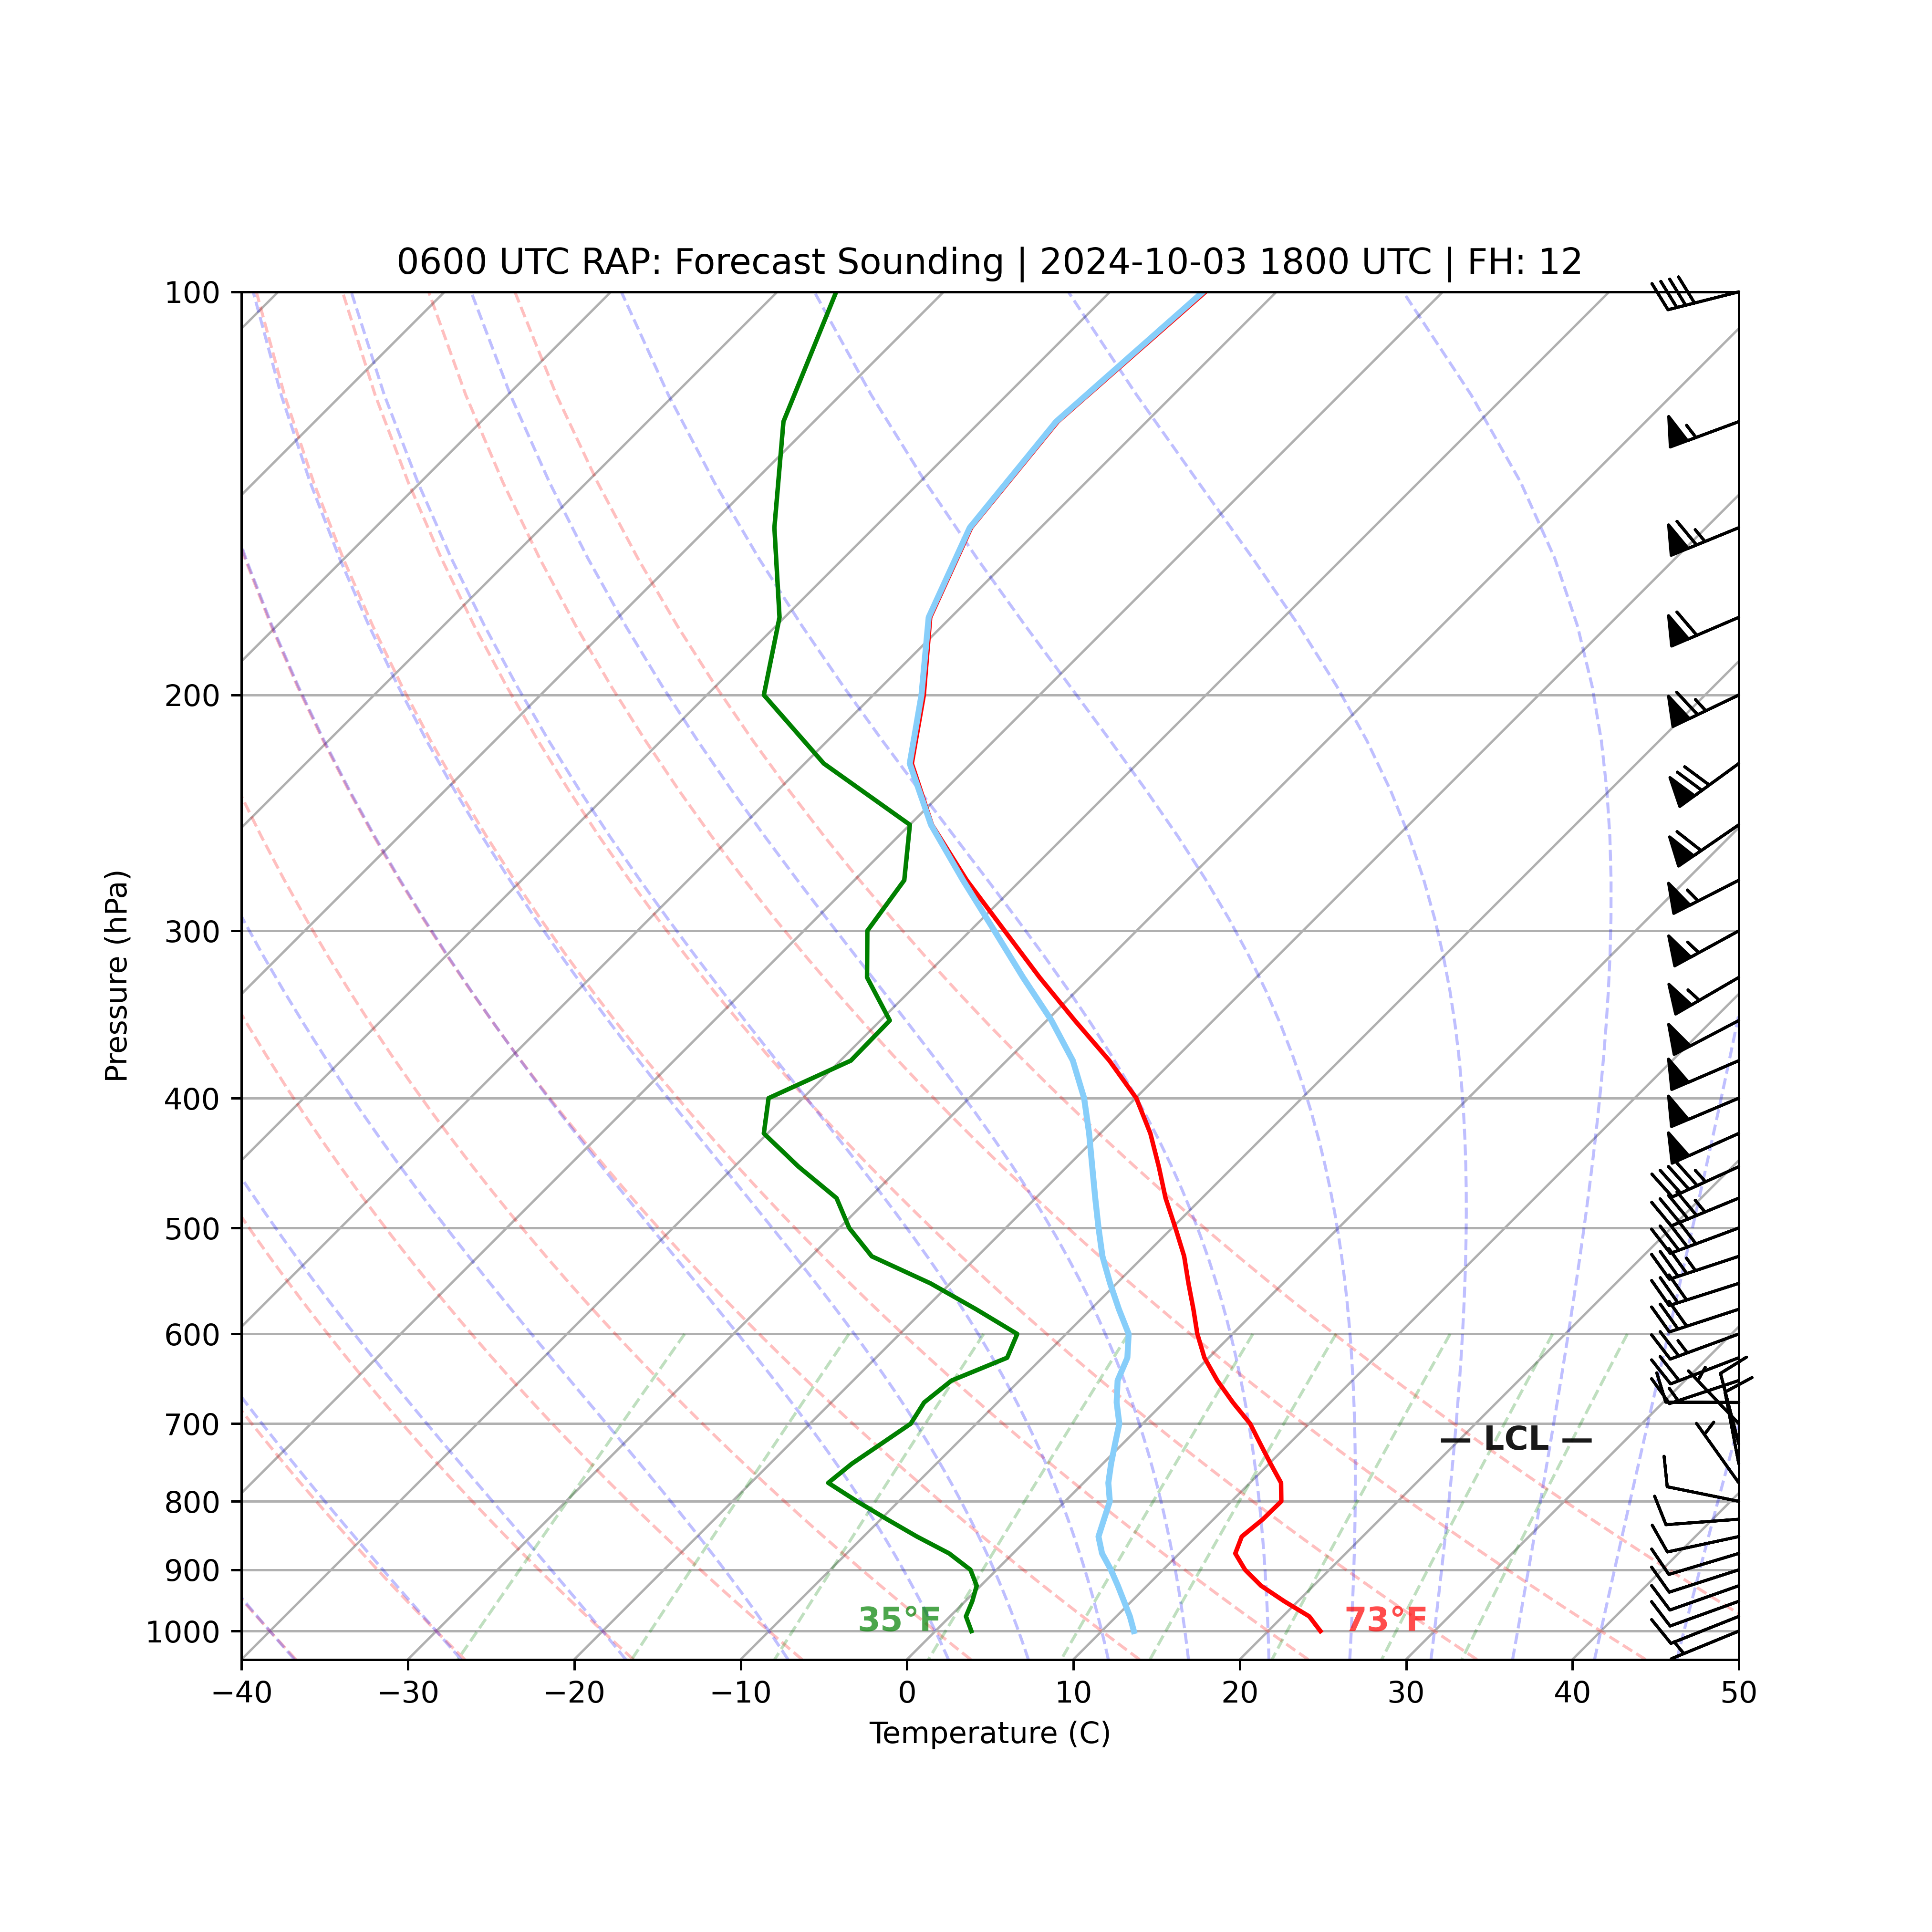 0600 UTC RAP: Forecast Sounding | 2024-10-03 1800 UTC | FH: 12
100
200
300
400
500
600
700
800
900
1000
Pressure (hPa)
— LCL —
35°F
73°F
−40 −30 −20 −10 0 10 20 30 40 50
Temperature (C)